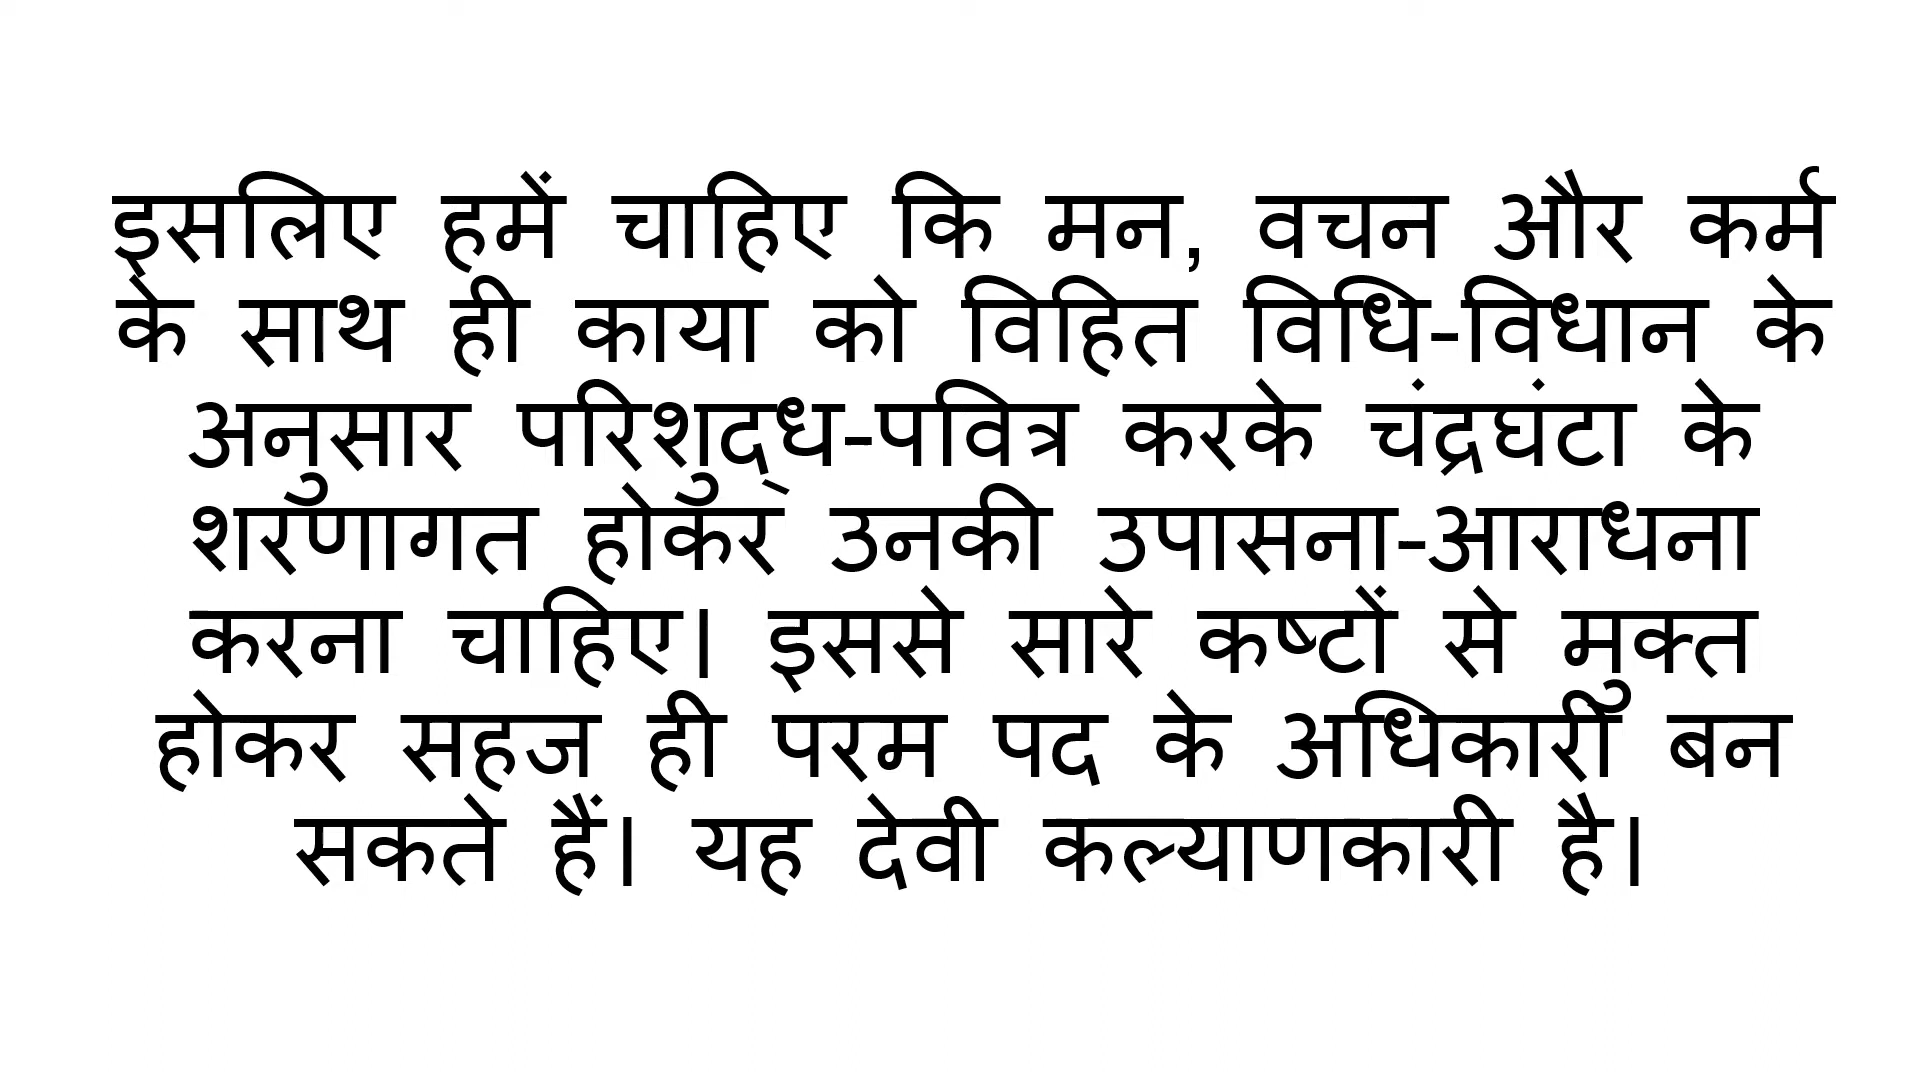 इसलिए हमें चाहिए कि मन, वचन और कर्म
के साथ ही काया को विहित विधि-विधान के
अनुसार परिशुद्ध-पवित्र करके चंद्रघंटा के
शरणागत होकर उनकी उपासना-आराधना
करना चाहिए। इससे सारे कष्टों से मुक्त
होकर सहज ही परम पद के अधिकारी बन
सकते हैं। यह देवी कल्याणकारी है।